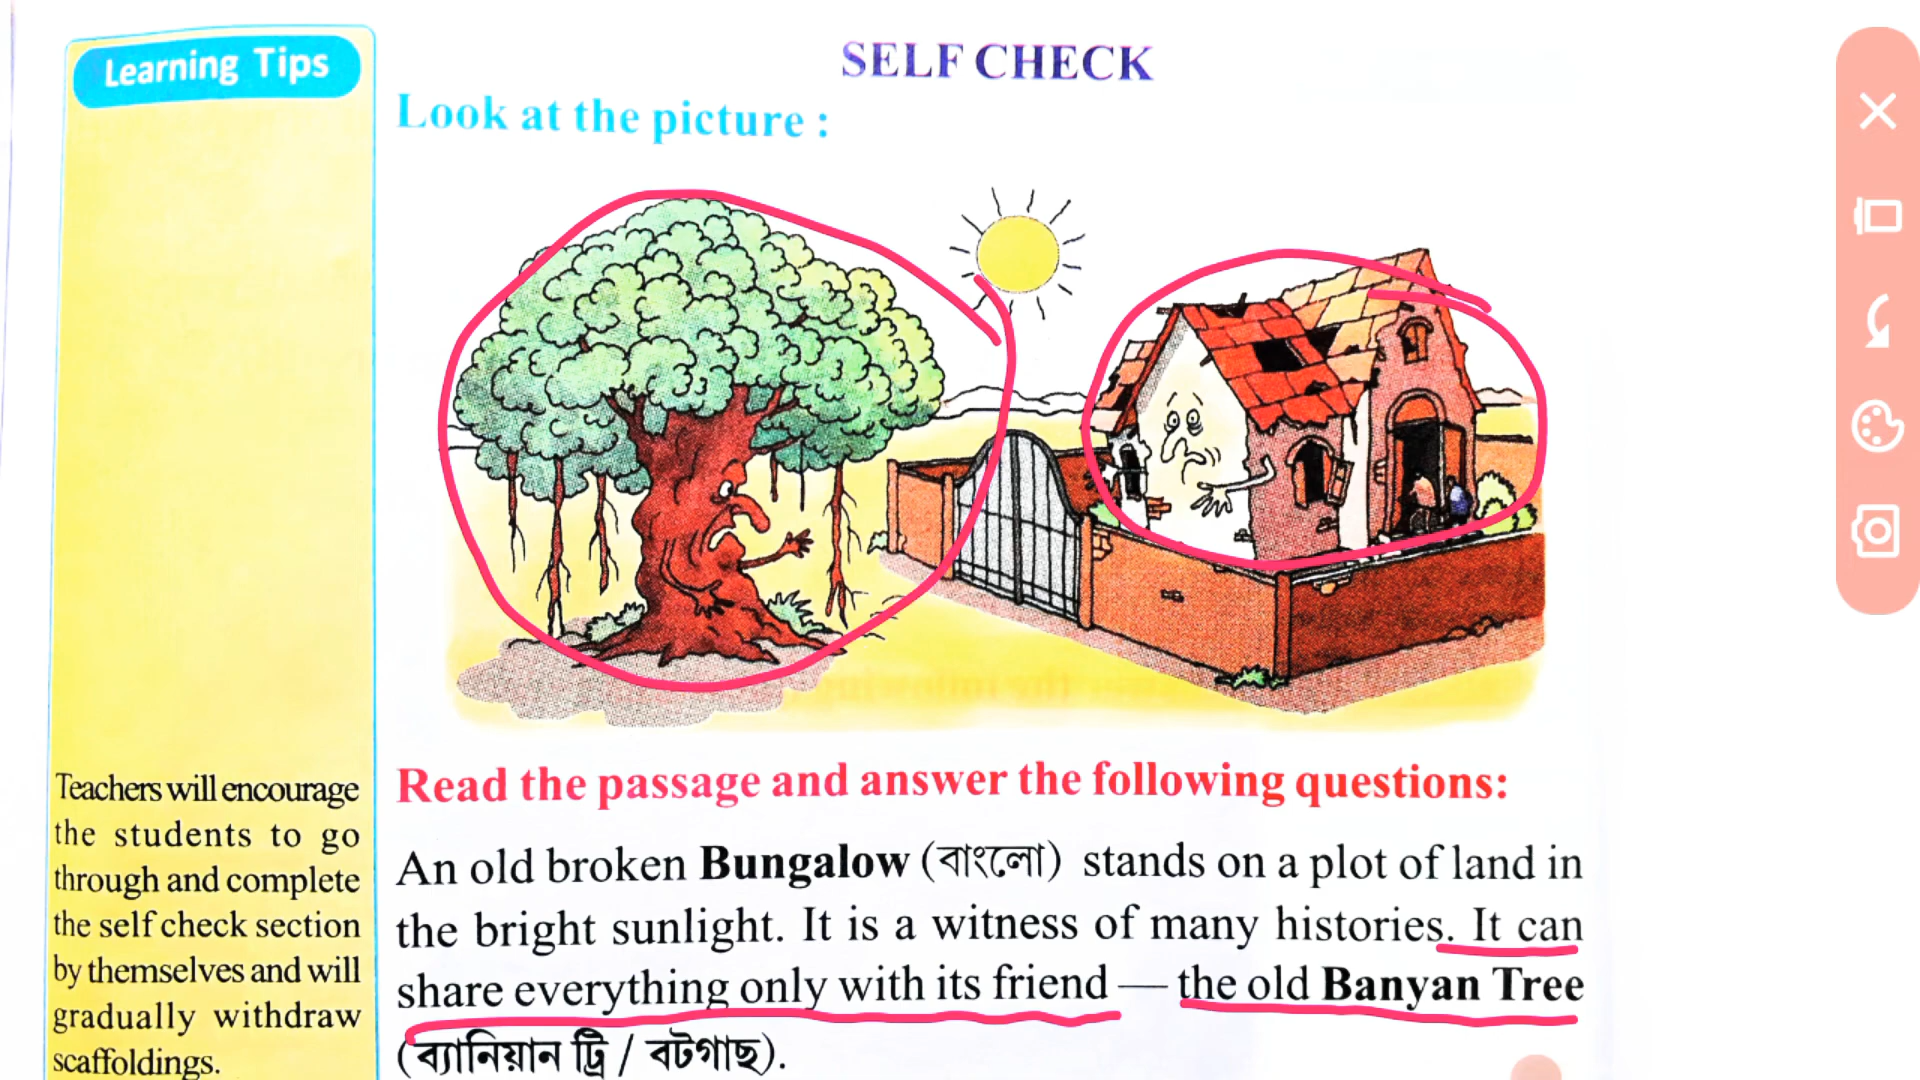 SELF CHECK
Learning Tips
Look at the picture :
Read the passage and answer the following questions:
An old broken Bungalow (বাংলো) stands on a plot of land in
the bright sunlight. It is a witness of many histories. It can
share everything only with its friend — the old Banyan Tree
(ব্যানিয়ান ট্রি / বটগাছ).
Teachers will encourage
the students to go
through and complete
the self check section
by themselves and will
gradually withdraw
scaffoldings.